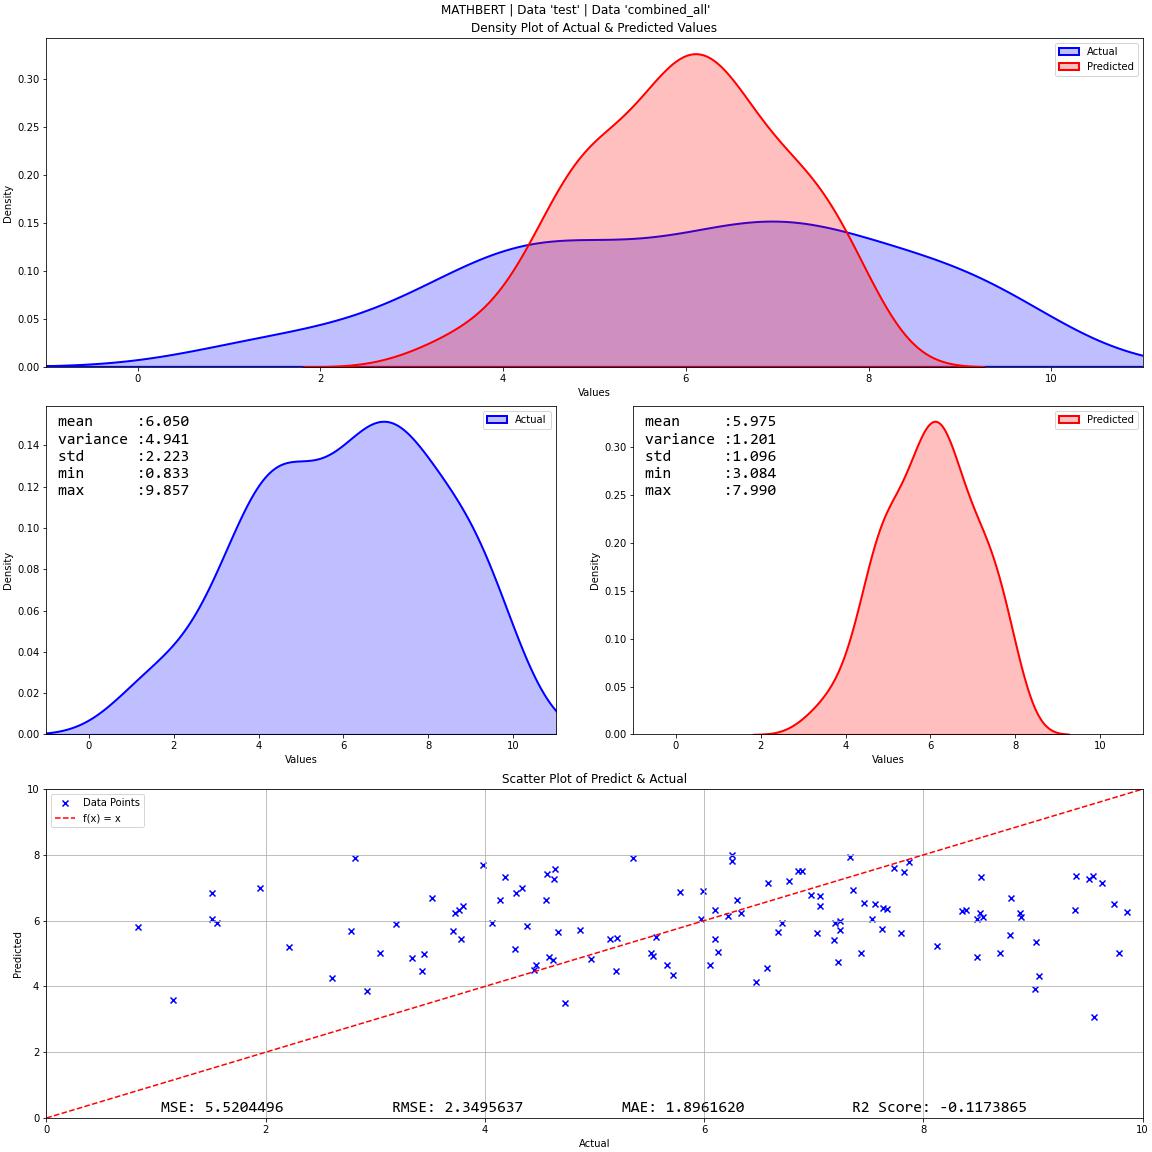 MATHBERT | Data 'test' | Data 'combined_all'
Density Plot of Actual & Predicted Values
Actual
Predicted
0.30
0.25
0.20
0.15
0.10
0.05
0.00
Density
0 2 4 6 8 10
Values
mean :6.050
variance :4.941
std :2.223
min :0.833
max :9.857
Actual
0.14
0.12
0.10
0.08
0.06
0.04
0.02
0.00
Density
0 2 4 6 8 10
Values
mean :5.975
variance :1.201
std :1.096
min :3.084
max :7.990
Predicted
0.30
0.25
0.20
0.15
0.10
0.05
0.00
Density
0 2 4 6 8 10
Values
Scatter Plot of Predict & Actual
Data Points
f(x) = x
10
8
6
4
2
0
Predicted
MSE: 5.5204496 RMSE: 2.3495637 MAE: 1.8961620 R2 Score: -0.1173865
0 2 4 6 8 10
Actual